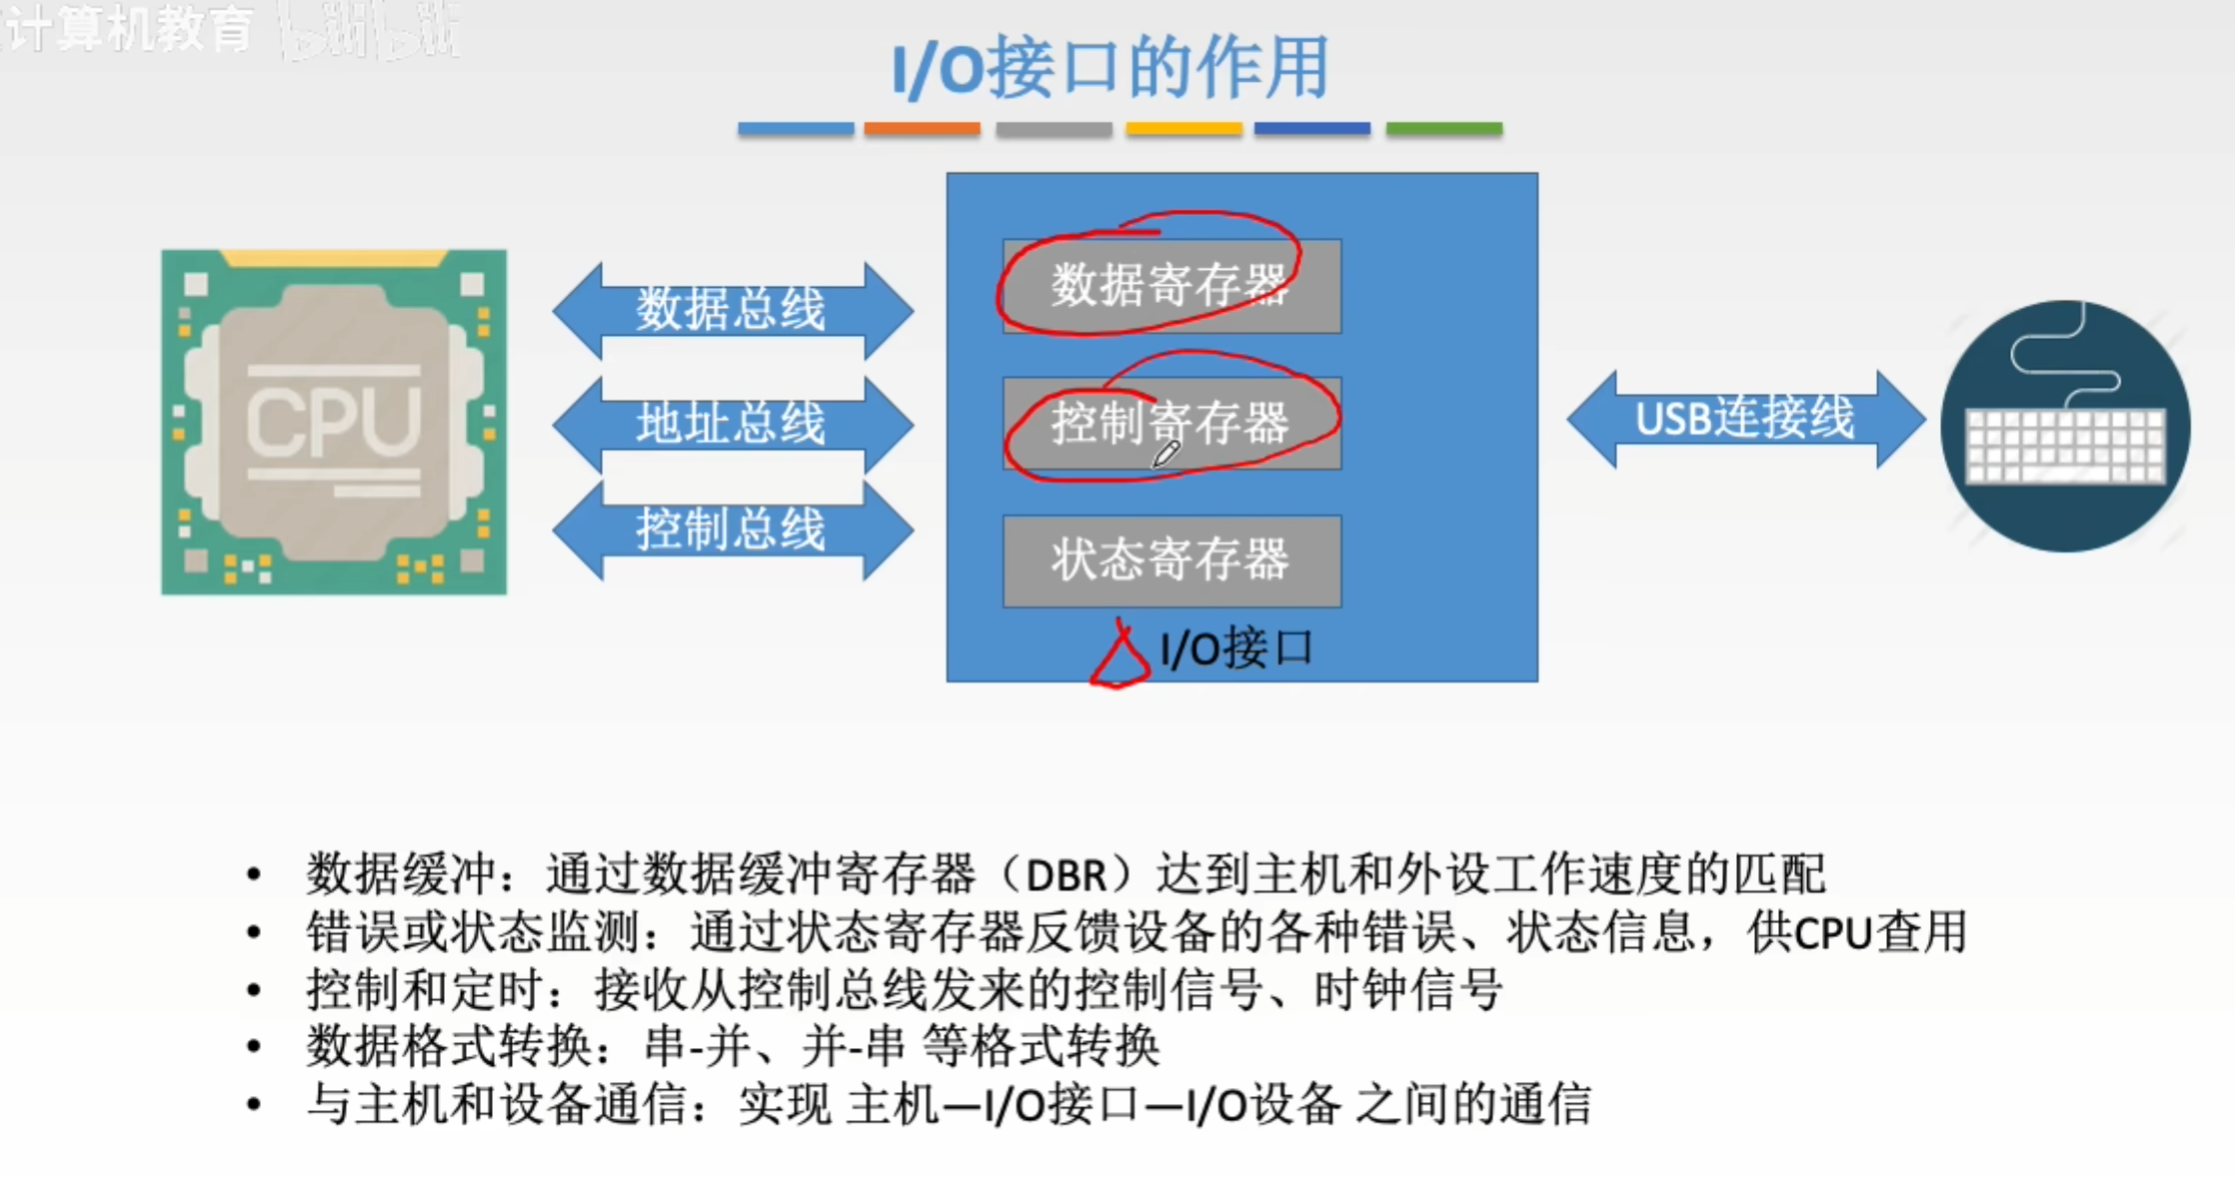 计算机教育 bilibili
I/O接口的作用
数据寄存器
数据总线
CPU
地址总线
控制寄存器
USB连接线
控制总线
状态寄存器
I/O接口
• 数据缓冲：通过数据缓冲寄存器（DBR）达到主机和外设工作速度的匹配
• 错误或状态监测：通过状态寄存器反馈设备的各种错误、状态信息，供CPU查用
• 控制和定时：接收从控制总线发来的控制信号、时钟信号
• 数据格式转换：串-并、并-串 等格式转换
• 与主机和设备通信：实现 主机—I/O接口—I/O设备 之间的通信